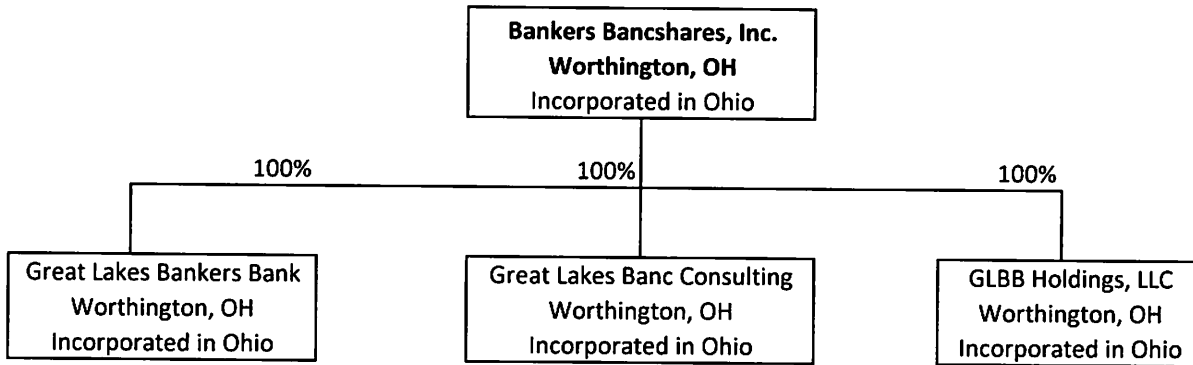 Bankers Bancshares, Inc.
Worthington, OH
Incorporated in Ohio
100%
100%
100%
Great Lakes Bankers Bank
Worthington, OH
Incorporated in Ohio
Great Lakes Banc Consulting
Worthington, OH
Incorporated in Ohio
GLBB Holdings, LLC
Worthington, OH
Incorporated in Ohio